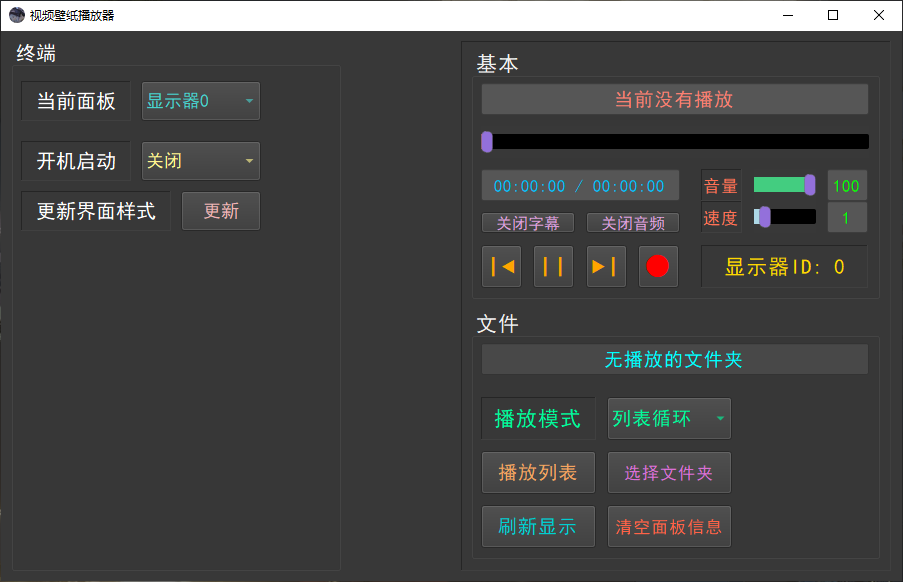 视频壁纸播放器
终端
当前面板 显示器0
开机启动 关闭
更新界面样式 更新
基本
当前没有播放
00:00:00 / 00:00:00
音量 100
关闭字幕 关闭音频
速度 1
显示器ID: 0
文件
无播放的文件夹
播放模式 列表循环
播放列表 选择文件夹
刷新显示 清空面板信息